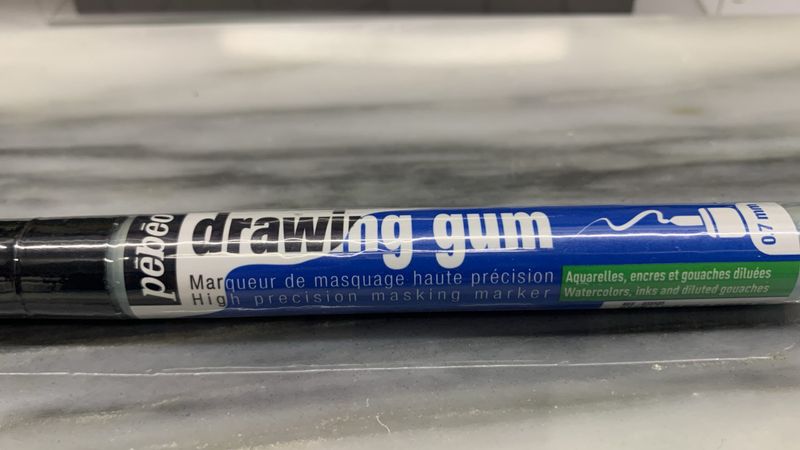 pébéo
drawing gum
Marqueur de masquage haute précision
High precision masking marker
Aquarelles, encres et gouaches diluées
Watercolors, inks and diluted gouaches
0,7 mm